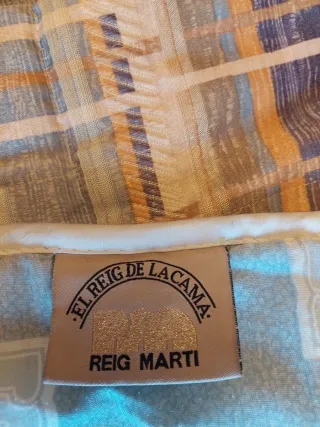 · EL REIG DE LA CAMA ·
REIG MARTI